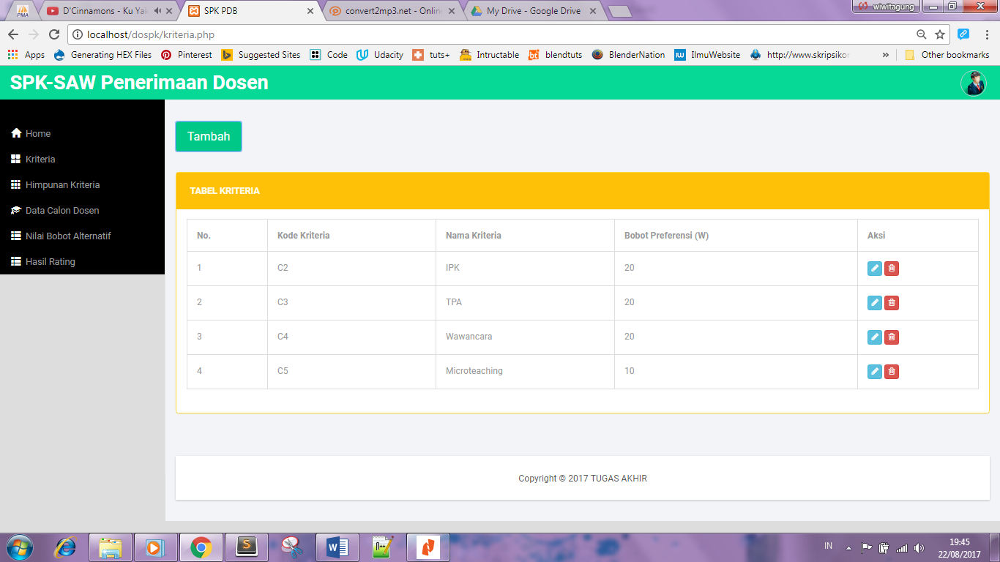 PMA
D'Cinnamons - Ku Yak
SPK PDB
convert2mp3.net - Onlin
My Drive - Google Drive
wiwitagung
localhost/dospk/kriteria.php
Apps
Generating HEX Files
Pinterest
Suggested Sites
Code
Udacity
tuts+
Intructable
bt
blendtuts
BlenderNation
IW
IlmuWebsite
http://www.skripsiko
»
Other bookmarks
SPK-SAW Penerimaan Dosen
Home
Kriteria
Himpunan Kriteria
Data Calon Dosen
Nilai Bobot Alternatif
Hasil Rating
Tambah
TABEL KRITERIA
No. Kode Kriteria Nama Kriteria Bobot Preferensi (W) Aksi
1 C2 IPK 20
2 C3 TPA 20
3 C4 Wawancara 20
4 C5 Microteaching 10
Copyright © 2017 TUGAS AKHIR
IN
19:45
22/08/2017